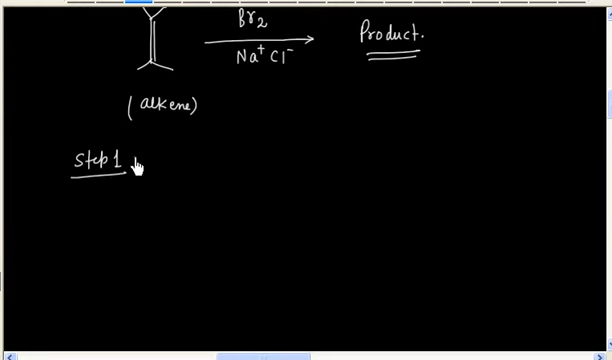 Br2
Na+ Cl-
Product.
(alkene)
Step 1